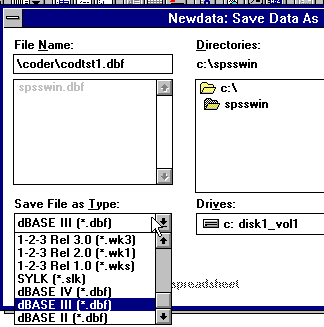 Newdata: Save Data As
File Name:
\coder\codtst1.dbf
spsswin.dbf
Directories:
c:\spsswin
c:\
spsswin
Save File as Type:
dBASE III (*.dbf)
1-2-3 Rel 3.0 (*.wk3)
1-2-3 Rel 2.0 (*.wk1)
1-2-3 Rel 1.0 (*.wks)
SYLK (*.slk)
dBASE IV (*.dbf)
dBASE III (*.dbf)
dBASE II (*.dbf)
Drives:
c: disk1_vol1
spreadsheet